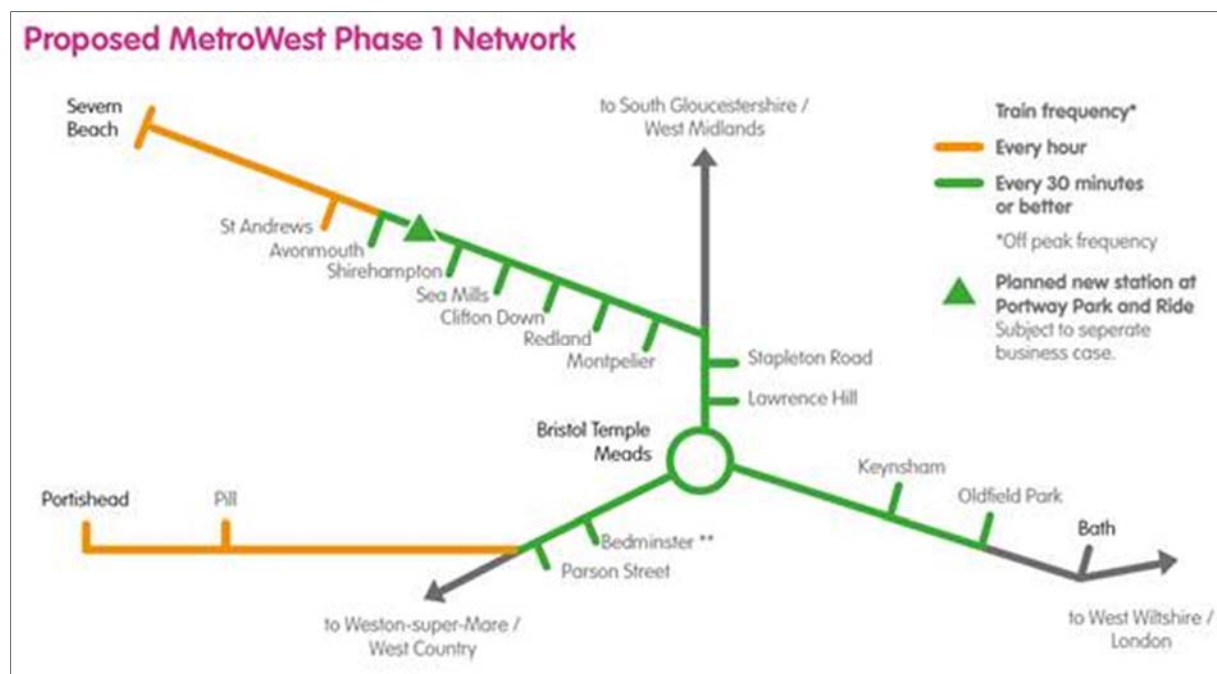 Proposed MetroWest Phase 1 Network
Severn
Beach
to South Gloucestershire /
West Midlands
Train frequency*
Every hour
Every 30 minutes
or better
*Off peak frequency
Planned new station at
Portway Park and Ride
Subject to seperate
business case.
St Andrews
Avonmouth
Shirehampton
Sea Mills
Clifton Down
Redland
Montpelier
Stapleton Road
Lawrence Hill
Bristol Temple
Meads
Keynsham
Oldfield Park
Bath
Portishead
Pill
Bedminster **
Parson Street
to Weston-super-Mare /
West Country
to West Wiltshire /
London